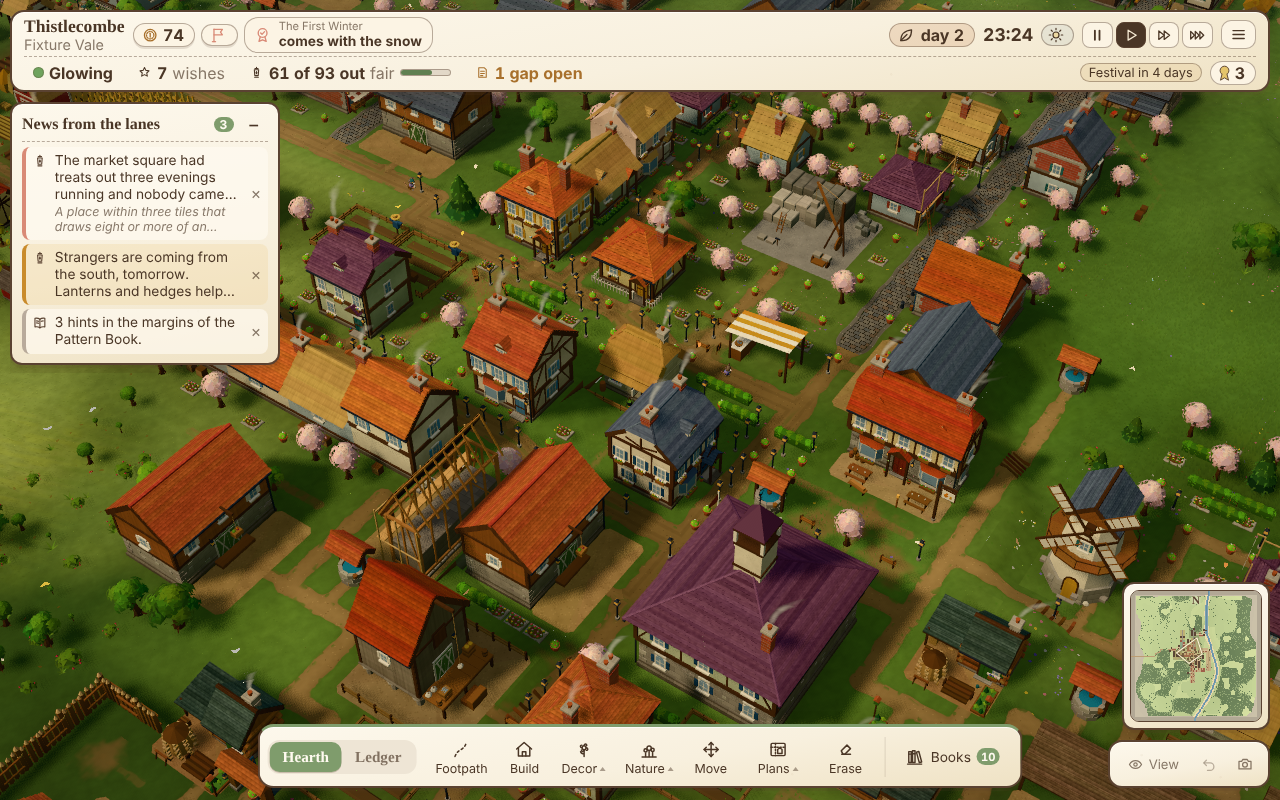 Thistlecombe
Fixture Vale
74
The First Winter
comes with the snow
day 2
23:24
Glowing
7 wishes
61 of 93 out fair
1 gap open
Festival in 4 days
3
News from the lanes
3
The market square had
treats out three evenings
running and nobody came...
A place within three tiles that
draws eight or more of an...
Strangers are coming from
the south, tomorrow.
Lanterns and hedges help...
3 hints in the margins of the
Pattern Book.
N
Hearth
Ledger
Footpath
Build
Decor
Nature
Move
Plans
Erase
Books 10
View